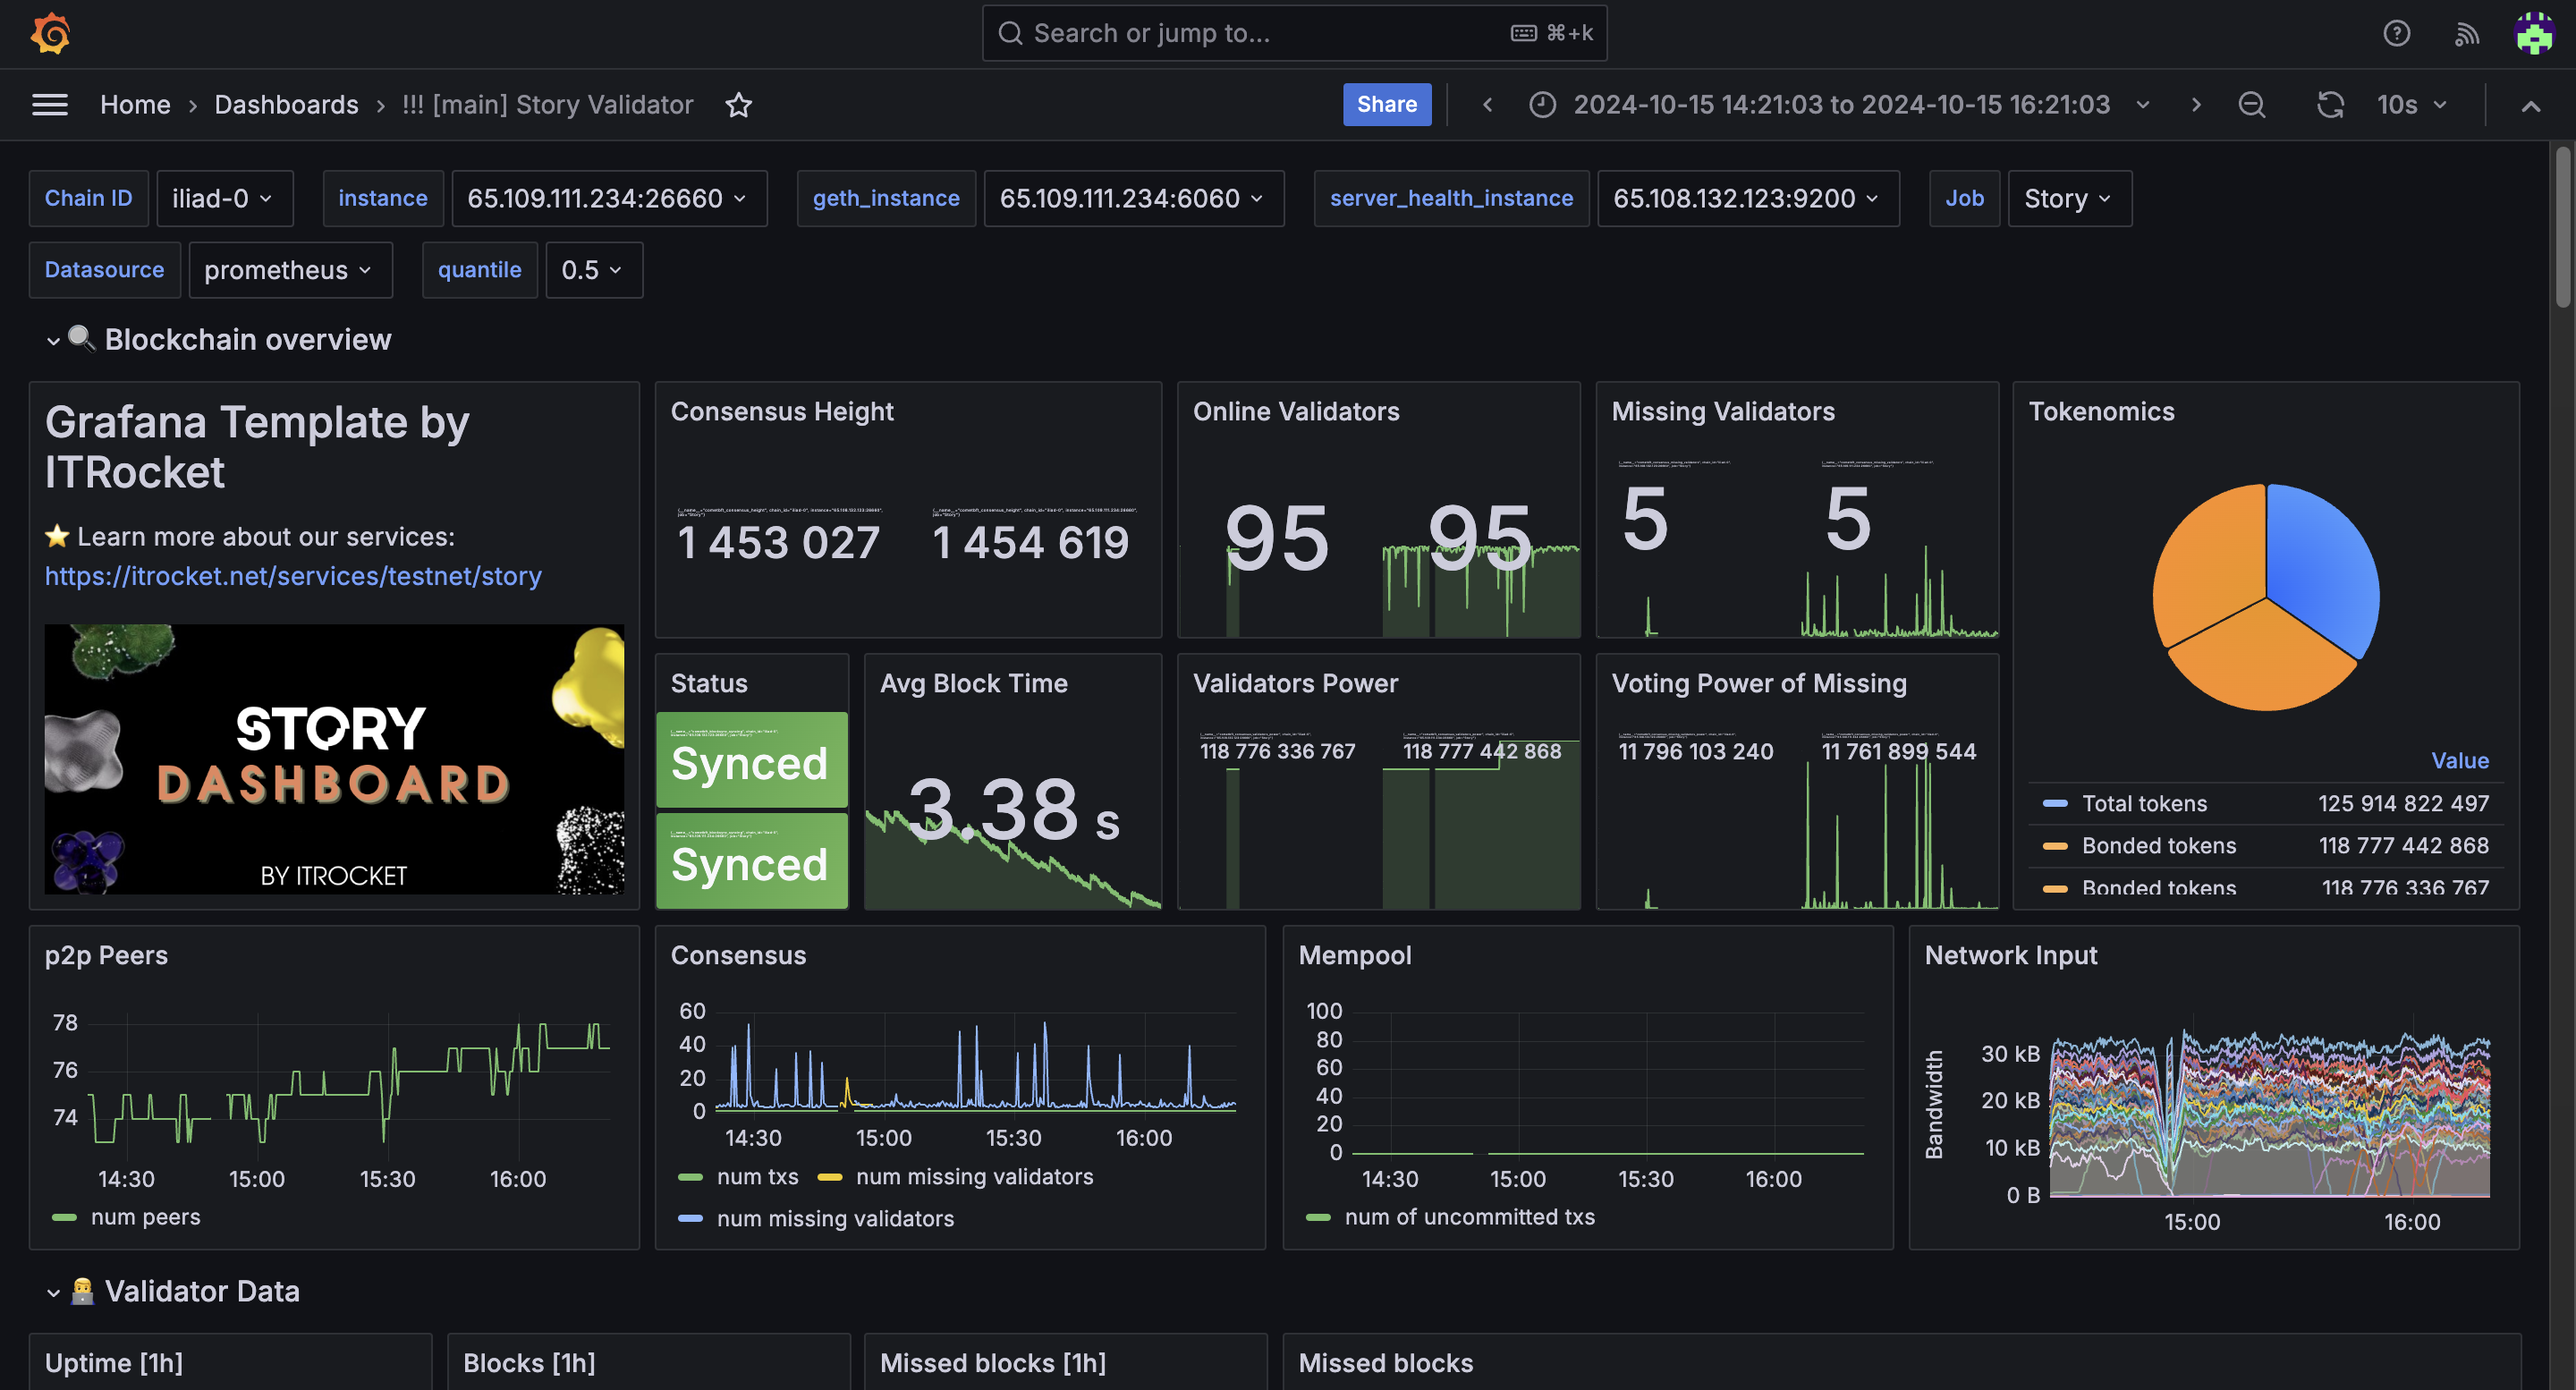 Search or jump to...
⌘+k
Home › Dashboards › !!! [main] Story Validator
Share
2024-10-15 14:21:03 to 2024-10-15 16:21:03
10s
Chain ID
iliad-0
instance
65.109.111.234:26660
geth_instance
65.109.111.234:6060
server_health_instance
65.108.132.123:9200
Job
Story
Datasource
prometheus
quantile
0.5
Blockchain overview
Grafana Template by
ITRocket
Learn more about our services:
https://itrocket.net/services/testnet/story
STORY
DASHBOARD
BY ITROCKET
Consensus Height
1 453 027
1 454 619
Online Validators
95
95
Missing Validators
5
5
Tokenomics
Value
Total tokens 125 914 822 497
Bonded tokens 118 777 442 868
Bonded tokens 118 776 336 767
Status
Synced
Synced
Avg Block Time
3.38 s
Validators Power
118 776 336 767
118 777 442 868
Voting Power of Missing
11 796 103 240
11 761 899 544
p2p Peers
78
76
74
14:30 15:00 15:30 16:00
num peers
Consensus
60
40
20
0
14:30 15:00 15:30 16:00
num txs num missing validators
num missing validators
Mempool
100
80
60
40
20
0
14:30 15:00 15:30 16:00
num of uncommitted txs
Network Input
Bandwidth
30 kB
20 kB
10 kB
0 B
15:00 16:00
Validator Data
Uptime [1h]
Blocks [1h]
Missed blocks [1h]
Missed blocks